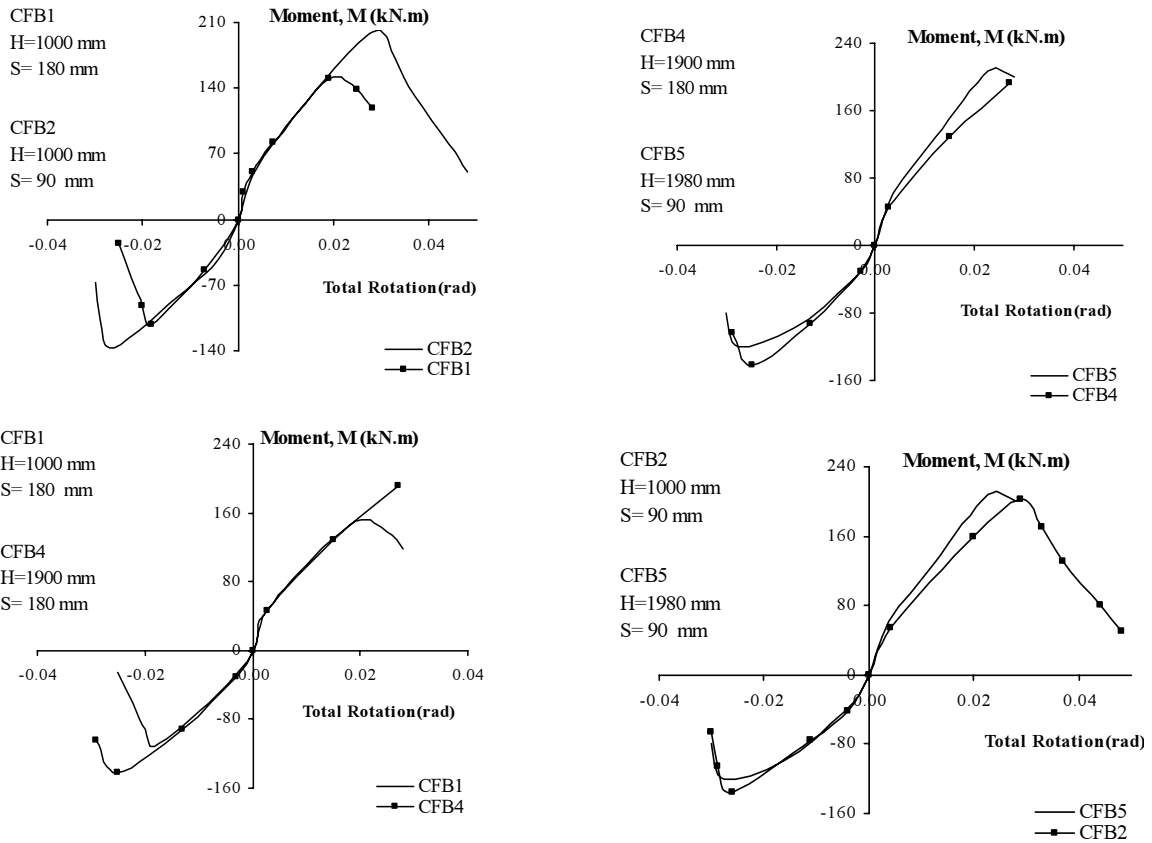 CFB1
H=1000 mm
S= 180 mm
CFB2
H=1000 mm
S= 90 mm
Moment, M (kN.m)
210
140
70
0
-70
-140
-0.04
-0.02
0.00
0.02
0.04
Total Rotation(rad)
CFB2
CFB1
CFB4
H=1900 mm
S= 180 mm
CFB5
H=1980 mm
S= 90 mm
Moment, M (kN.m)
240
160
80
0
-80
-160
-0.04
-0.02
0.00
0.02
0.04
Total Rotation(rad)
CFB5
CFB4
CFB1
H=1000 mm
S= 180 mm
CFB4
H=1900 mm
S= 180 mm
Moment, M (kN.m)
240
160
80
0
-80
-160
-0.04
-0.02
0.00
0.02
0.04
Total Rotation(rad)
CFB1
CFB4
CFB2
H=1000 mm
S= 90 mm
CFB5
H=1980 mm
S= 90 mm
Moment, M (kN.m)
240
160
80
0
-80
-160
-0.04
-0.02
0.00
0.02
0.04
Total Rotation(rad)
CFB5
CFB2